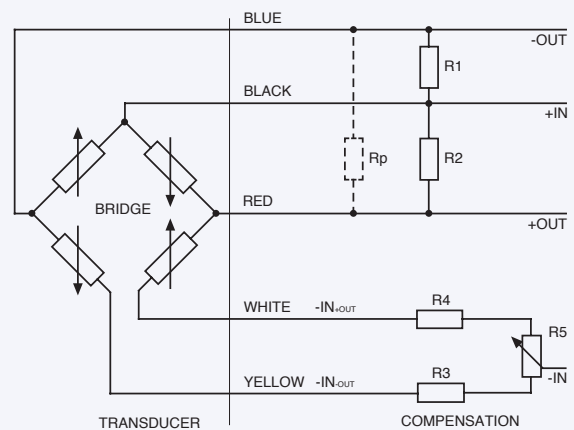 BLUE
-OUT
R1
BLACK
+IN
Rp
R2
BRIDGE
RED
+OUT
WHITE -IN+OUT
R4
R5
-IN
R3
YELLOW -IN-OUT
TRANSDUCER
COMPENSATION